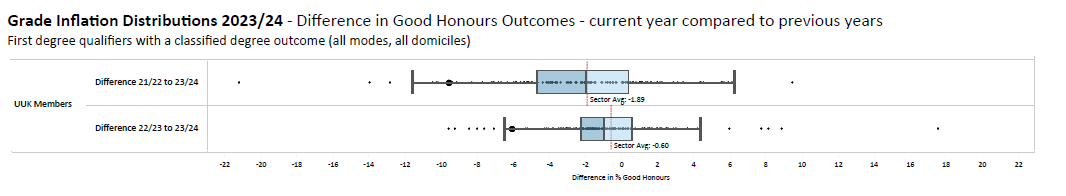 Grade Inflation Distributions 2023/24 - Difference in Good Honours Outcomes - current year compared to previous years
First degree qualifiers with a classified degree outcome (all modes, all domiciles)
Difference 21/22 to 23/24
Sector Avg: -1.89
UUK Members
Difference 22/23 to 23/24
Sector Avg: -0.60
-22 -20 -16 -14 -12 -10 -8 -6 -4 -2 0 2 4 6 8 10 12 14 16 18 20 22
Difference in % Good Honours